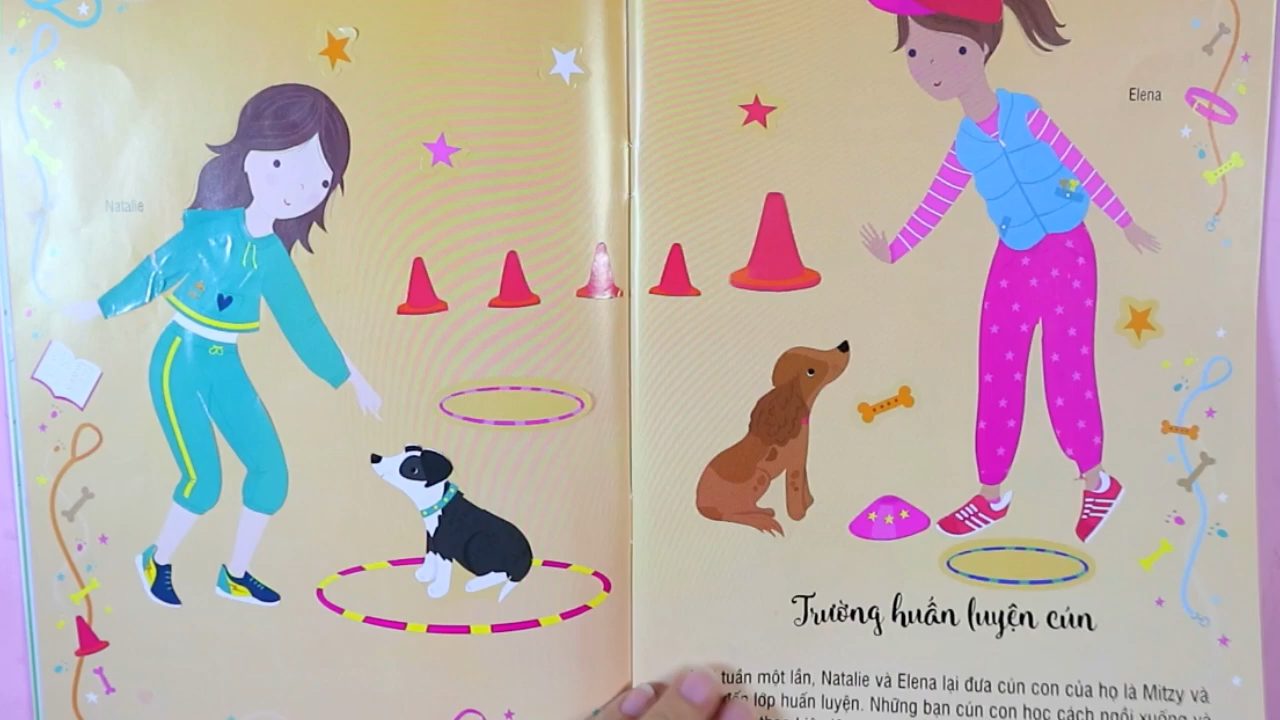 Natalie
Elena
Trường huấn luyện cún
tuần một lần, Natalie và Elena lại đưa cún con của họ là Mitzy và
đến lớp huấn luyện. Những bạn cún con học cách ngồi xuống và